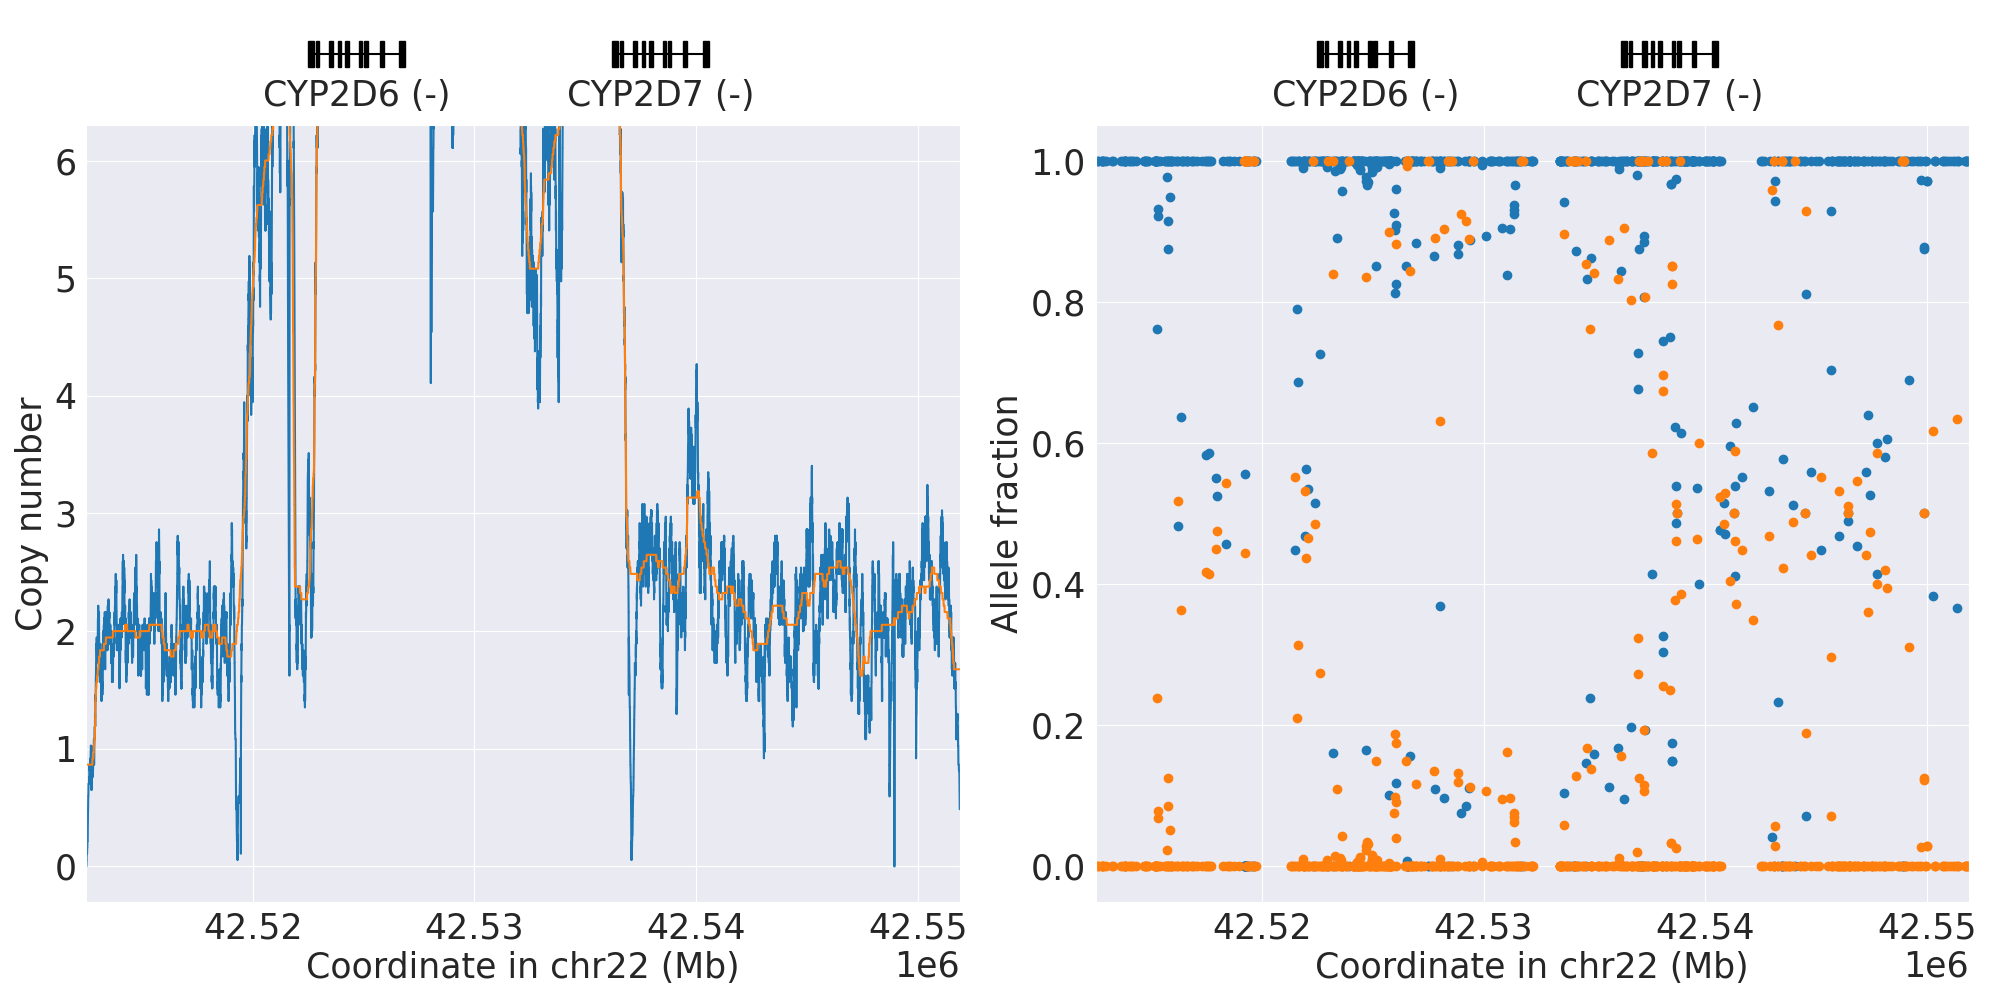 CYP2D6 (-) CYP2D7 (-)
Copy number
6
5
4
3
2
1
0
42.52 42.53 42.54 42.55
Coordinate in chr22 (Mb) 1e6
CYP2D6 (-) CYP2D7 (-)
Allele fraction
1.0
0.8
0.6
0.4
0.2
0.0
42.52 42.53 42.54 42.55
Coordinate in chr22 (Mb) 1e6